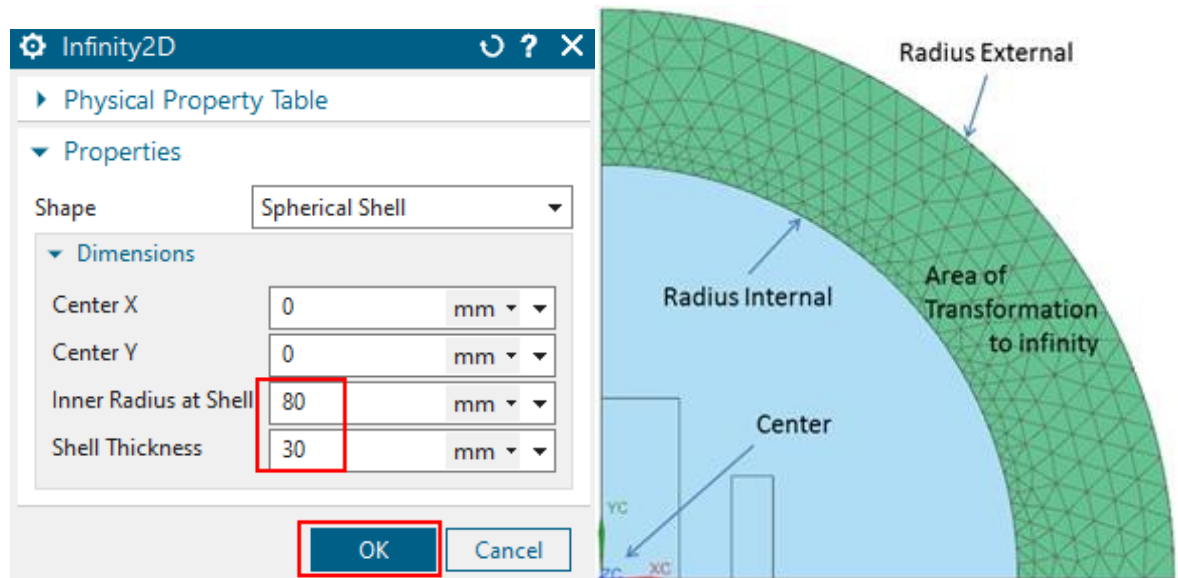 Infinity2D
?
Physical Property Table
Properties
Shape
Spherical Shell
Dimensions
Center X
0
mm
Center Y
0
mm
Inner Radius at Shell
80
mm
Shell Thickness
30
mm
OK
Cancel
Radius External
Radius Internal
Area of
Transformation
to infinity
Center
YC
ZC
XC